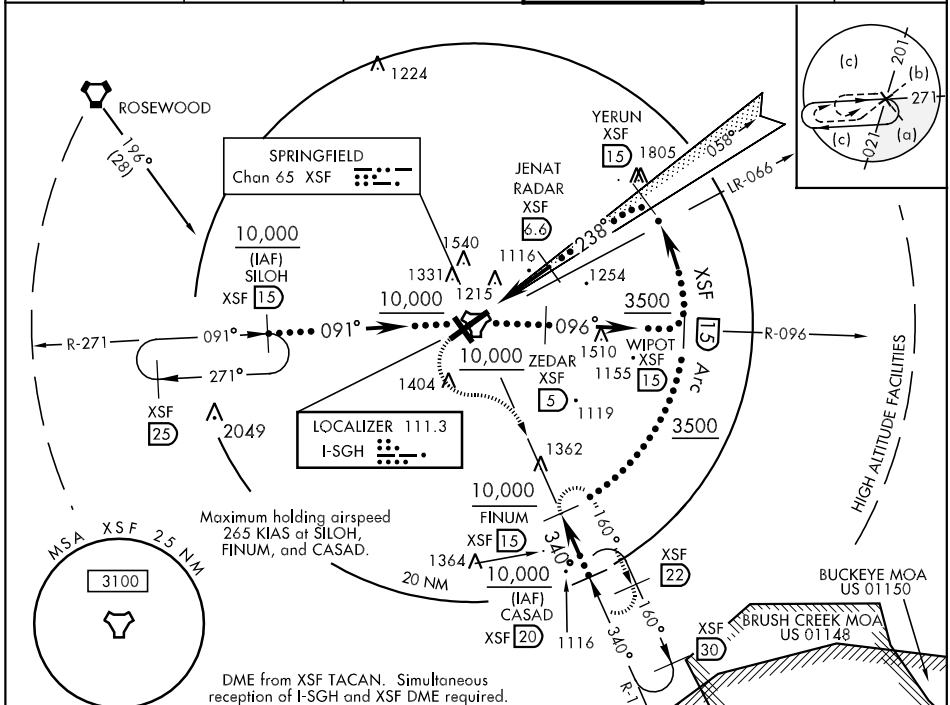 1224
ROSEWOOD
196°
(28)
SPRINGFIELD
Chan 65 XSF
YERUN
XSF
15
1805
058°
LR-066
(c)
201
(b)
271
(c)
021
(a)
JENAT
RADAR
XSF
6.6
238°
10,000
(IAF)
SILOH
XSF 15
1540
1331
1116
1215
1254
10,000
3500
XSF
15
Arc
R-271
091°
091°
096°
R-096
271°
10,000
ZEDAR
XSF
5
1510
WIPOT
XSF
15
1155
1404
1119
XSF
25
2049
LOCALIZER 111.3
I-SGH
3500
1362
HIGH ALTITUDE FACILITIES
10,000
FINUM
XSF 15
160°
340°
Maximum holding airspeed
265 KIAS at SILOH,
FINUM, and CASAD.
MSA XSF 25 NM
3100
20 NM
1364
10,000
(IAF)
CASAD
XSF 20
1116
XSF
22
160°
340°
XSF
30
BUCKEYE MOA
US 01150
BRUSH CREEK MOA
US 01148
DME from XSF TACAN. Simultaneous
reception of I-SGH and XSF DME required.